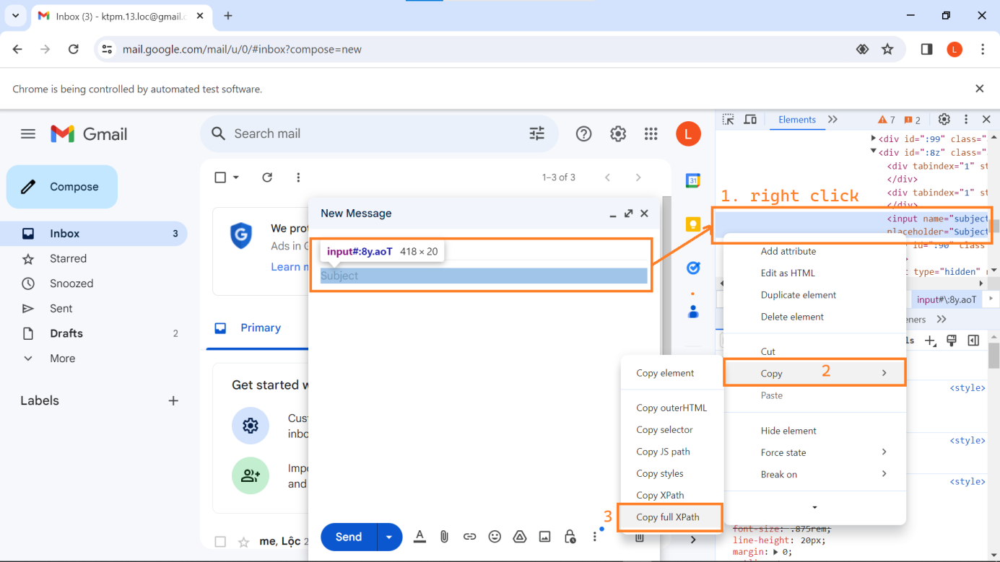 Inbox (3) - ktpm.13.loc@gmail.c
mail.google.com/mail/u/0/#inbox?compose=new
L
Chrome is being controlled by automated test software.
Gmail
Search mail
L
Elements
7
2
Compose
1–3 of 3
Inbox
3
Starred
Snoozed
Sent
Drafts
2
More
Labels
We prot
Ads in G
Learn m
Primary
Get started w
Cust
inbo
Impo
and
me, Lộc 2
New Message
input#:8y.aoT 418 × 20
Subject
Send
31
<div id=":99" class=".
<div id=":8z" class=".
<div tabindex="1" st
</div>
<div tabindex="1" st
</div>
1. right click
<input name="subject
placeholder="Subject
id=":90" class
t type="hidden"
input#\:8y.aoT
eners
ls
Add attribute
Edit as HTML
Duplicate element
Delete element
Cut
Copy
2
Paste
Hide element
Force state
Break on
Copy element
Copy outerHTML
Copy selector
Copy JS path
Copy styles
Copy XPath
3
Copy full XPath
<style>
<style>
<style>
font-size: .875rem;
line-height: 20px;
margin: 0;